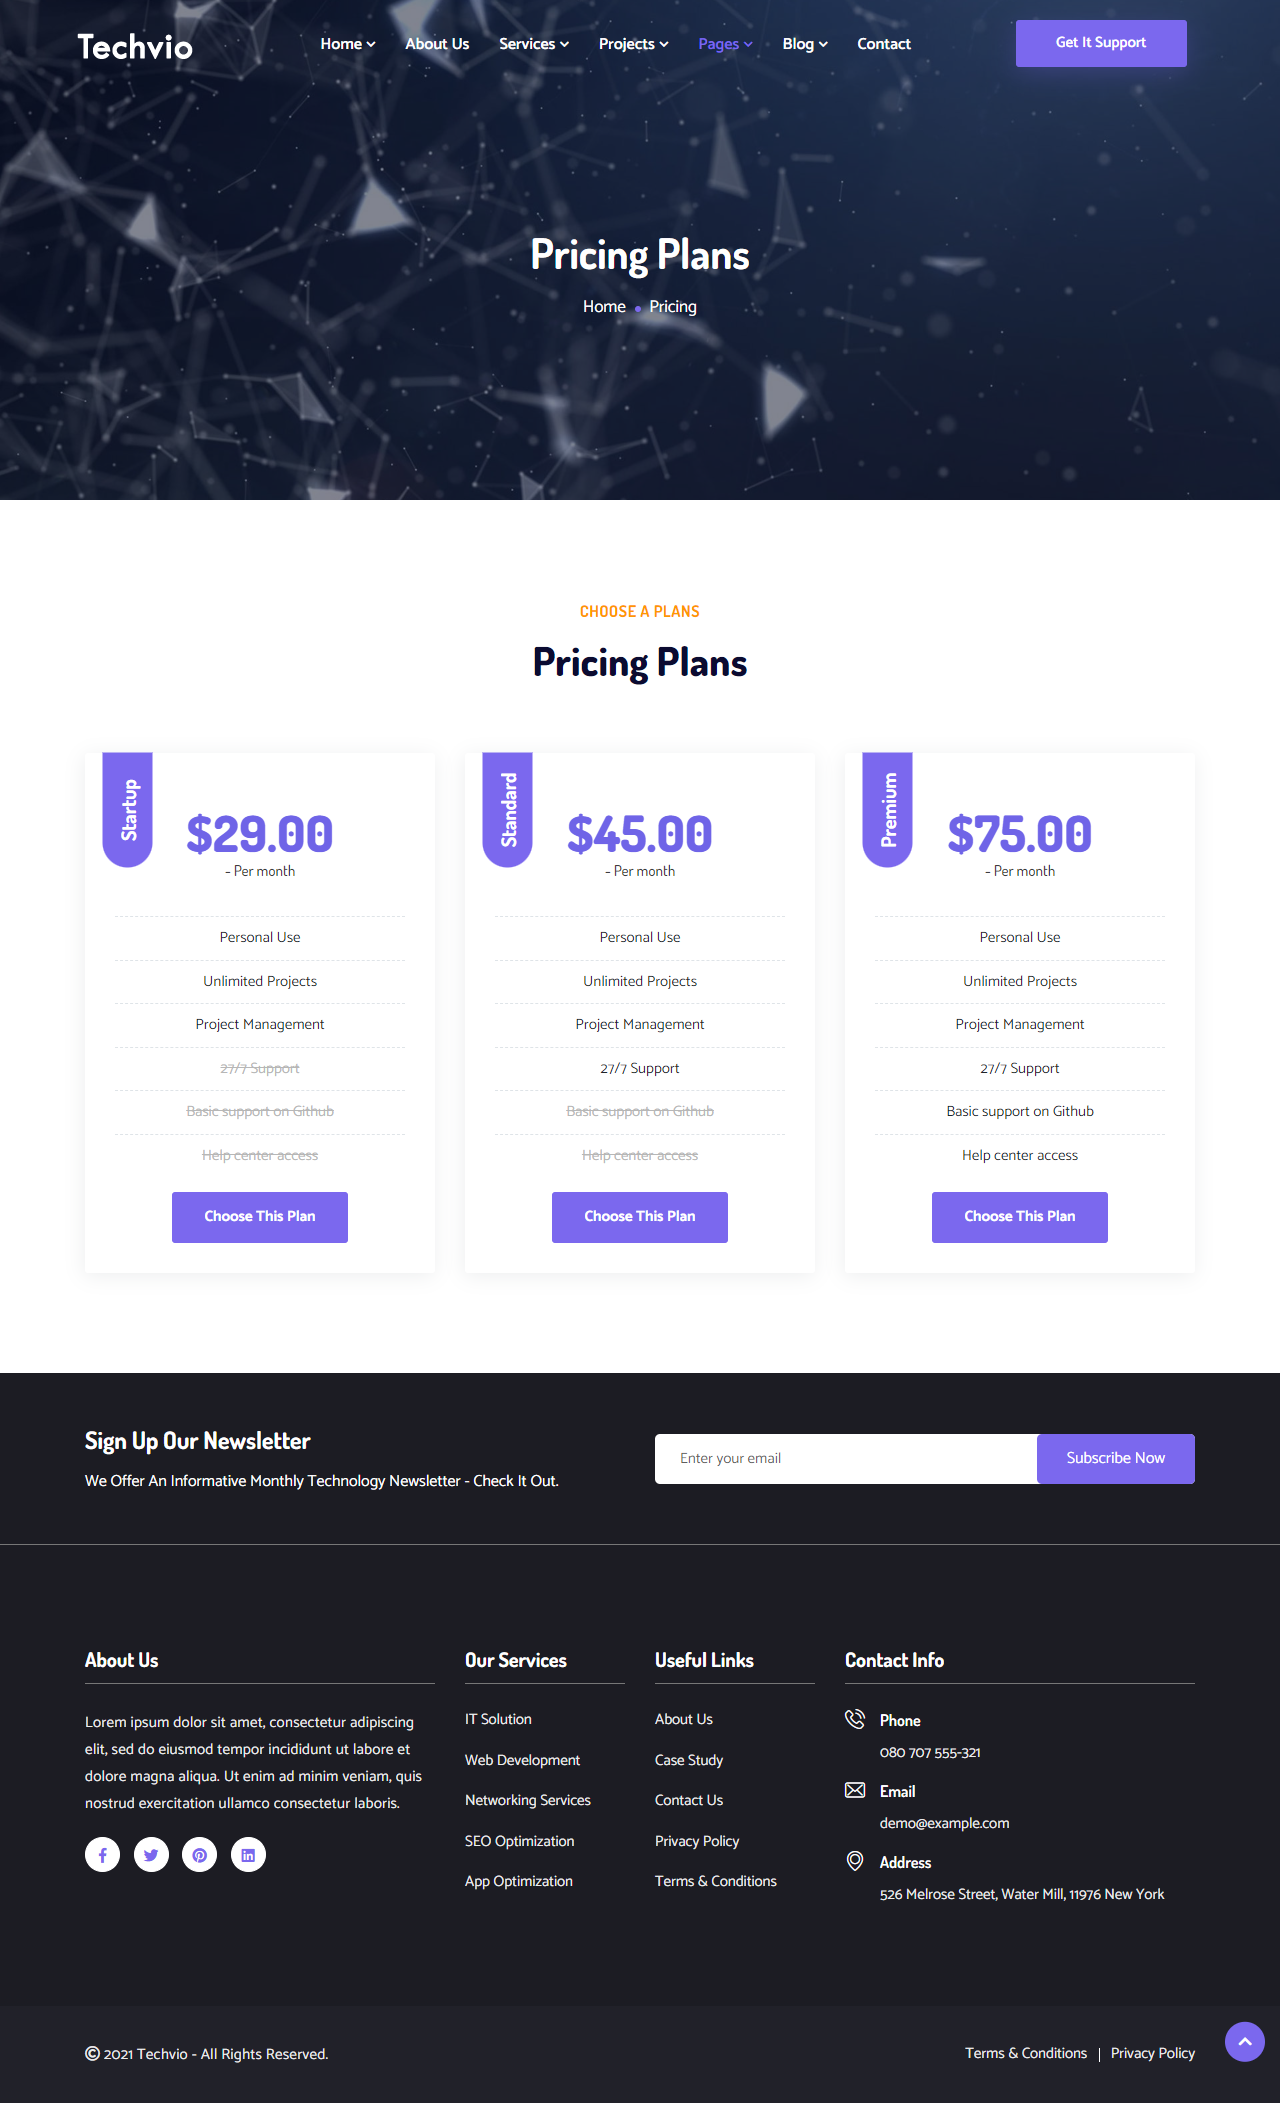 Techvio
Home
About Us
Services
Projects
Pages
Blog
Contact
Get It Support
Pricing Plans
Home
Pricing
CHOOSE A PLANS
Pricing Plans
Startup
$29.00
- Per month
Personal Use
Unlimited Projects
Project Management
27/7 Support
Basic support on Github
Help center access
Choose This Plan
Standard
$45.00
- Per month
Personal Use
Unlimited Projects
Project Management
27/7 Support
Basic support on Github
Help center access
Choose This Plan
Premium
$75.00
- Per month
Personal Use
Unlimited Projects
Project Management
27/7 Support
Basic support on Github
Help center access
Choose This Plan
Sign Up Our Newsletter
We Offer An Informative Monthly Technology Newsletter - Check It Out.
Enter your email
Subscribe Now
About Us
Lorem ipsum dolor sit amet, consectetur adipiscing
elit, sed do eiusmod tempor incididunt ut labore et
dolore magna aliqua. Ut enim ad minim veniam, quis
nostrud exercitation ullamco consectetur laboris.
Our Services
IT Solution
Web Development
Networking Services
SEO Optimization
App Optimization
Useful Links
About Us
Case Study
Contact Us
Privacy Policy
Terms & Conditions
Contact Info
Phone
080 707 555-321
Email
demo@example.com
Address
526 Melrose Street, Water Mill, 11976 New York
© 2021 Techvio - All Rights Reserved.
Terms & Conditions | Privacy Policy